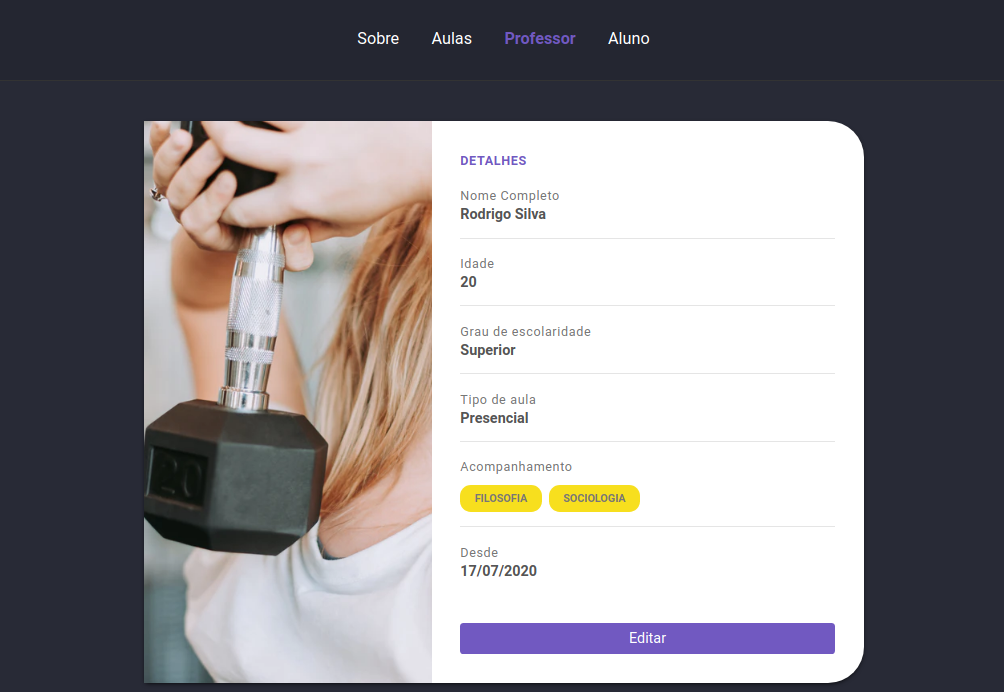 Sobre Aulas Professor Aluno
DETALHES
Nome Completo
Rodrigo Silva
Idade
20
Grau de escolaridade
Superior
Tipo de aula
Presencial
Acompanhamento
FILOSOFIA SOCIOLOGIA
Desde
17/07/2020
Editar
20